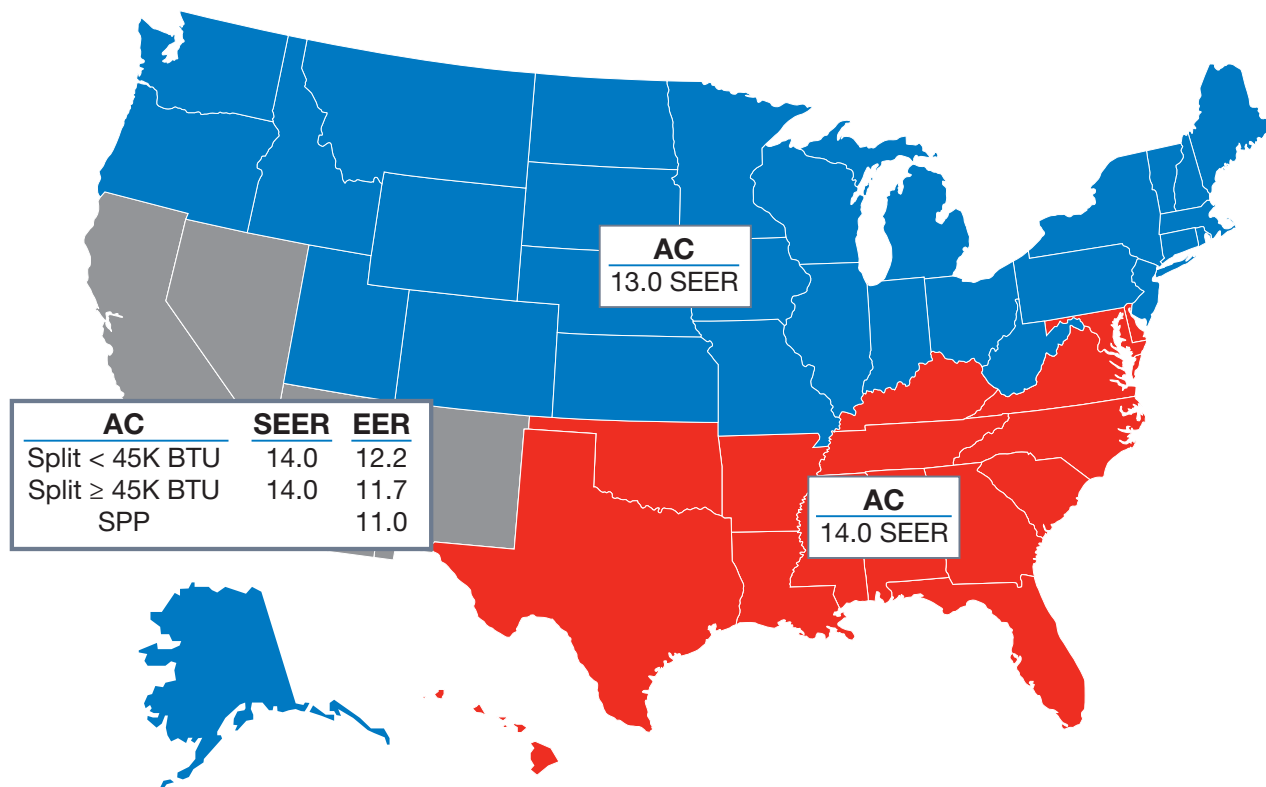 AC
13.0 SEER
AC SEER EER
Split < 45K BTU 14.0 12.2
Split ≥ 45K BTU 14.0 11.7
SPP 11.0
AC
14.0 SEER